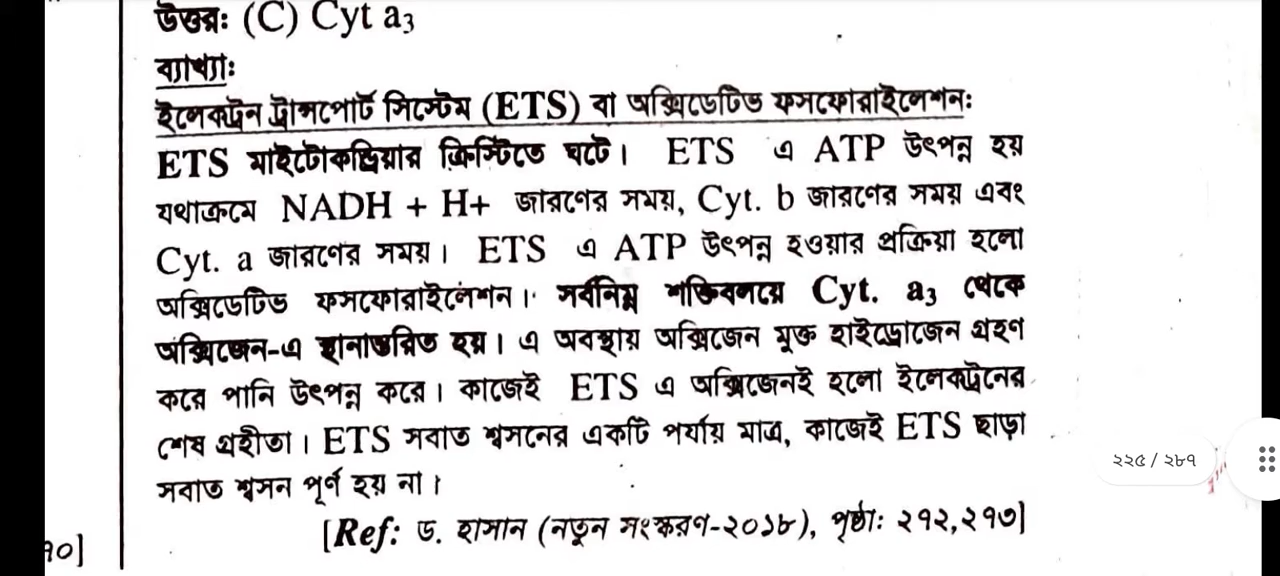 উত্তর: (C) Cyt a₃
ব্যাখ্যা:
ইলেকট্রন ট্রান্সপোর্ট সিস্টেম (ETS) বা অক্সিডেটিভ ফসফোরাইলেশন:
ETS মাইটোকন্ড্রিয়ার ক্রিস্টিতে ঘটে। ETS এ ATP উৎপন্ন হয়
যথাক্রমে NADH + H+ জারণের সময়, Cyt. b জারণের সময় এবং
Cyt. a জারণের সময়। ETS এ ATP উৎপন্ন হওয়ার প্রক্রিয়া হলো
অক্সিডেটিভ ফসফোরাইলেশন। সর্বনিম্ন শক্তিবলয়ে Cyt. a₃ থেকে
অক্সিজেন-এ স্থানান্তরিত হয়। এ অবস্থায় অক্সিজেন মুক্ত হাইড্রোজেন গ্রহণ
করে পানি উৎপন্ন করে। কাজেই ETS এ অক্সিজেনই হলো ইলেকট্রনের
শেষ গ্রহীতা। ETS সবাত শ্বসনের একটি পর্যায় মাত্র, কাজেই ETS ছাড়া
২২৫ / ২৮৭
সবাত শ্বসন পূর্ণ হয় না।
[Ref: ড. হাসান (নতুন সংস্করণ-২০১৮), পৃষ্ঠা: ২১২,২১৩]
১০]